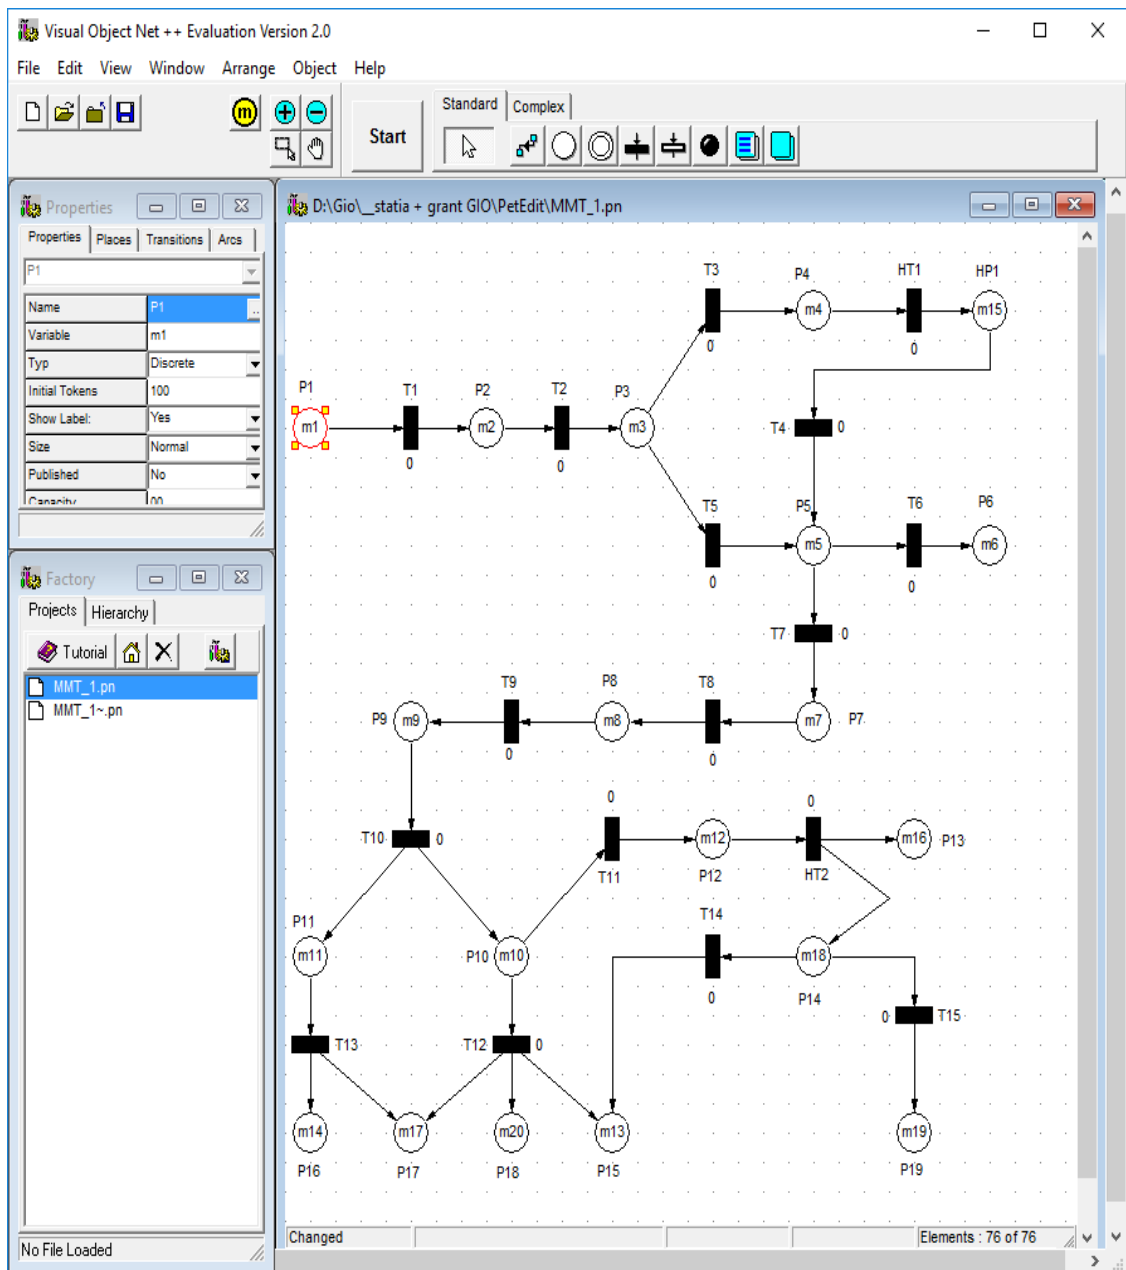 Visual Object Net ++ Evaluation Version 2.0
File Edit View Window Arrange Object Help
m
Start
Standard Complex
Properties
Properties Places Transitions Arcs
P1
Name P1 ..
Variable m1
Typ Discrete
Initial Tokens 100
Show Label: Yes
Size Normal
Published No
Capacity 00
Factory
Projects Hierarchy
Tutorial
MMT_1.pn
MMT_1~.pn
No File Loaded
D:\Gio\__statia + grant GIO\PetEdit\MMT_1.pn
T3 P4 HT1 HP1
m4 m15
0 0
P1 T1 P2 T2 P3
m1 m2 m3 T4 0
0 0
T5 P5 T6 P6
m5 m6
0 0
T7 0
T9 P8 T8
P9 m9 m8 m7 P7
0 0
0 0
T10 0 m12 m16 P13
T11 P12 HT2
P11 T14
m11 P10 m10 m18
0 P14
0 T15
T13 T12 0
m14 m17 m20 m13 m19
P16 P17 P18 P15 P19
Changed Elements : 76 of 76